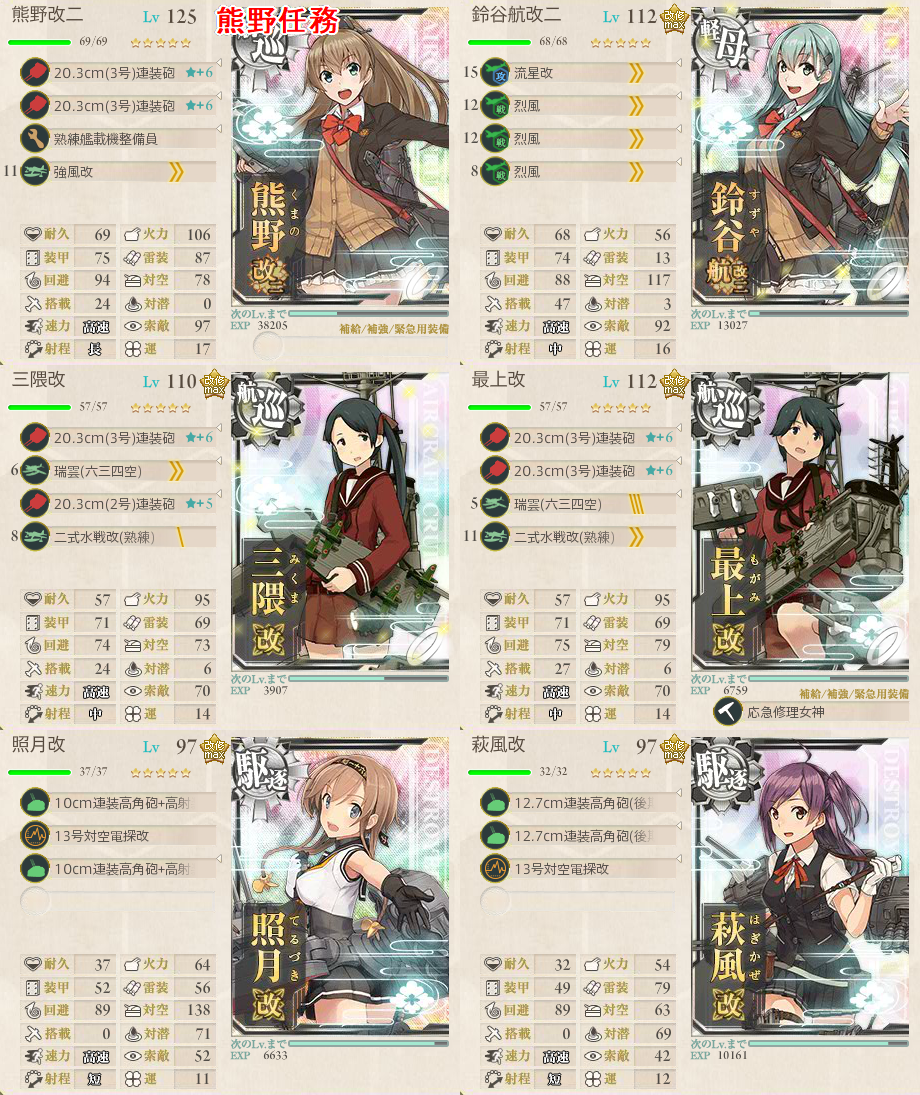 熊野改二
Lv 125
69/69
熊野任務
20.3cm(3号)連装砲 ★+6
20.3cm(3号)連装砲 ★+6
熟練艦載機整備員
11 強風改
耐久 69 火力 106
装甲 75 雷装 87
回避 94 対空 78
搭載 24 対潜 0
速力 高速 索敵 97
射程 長 運 17
航巡
くまの
熊野
改二
次のLv.まで
EXP 38205
補給/補強/緊急用装備
鈴谷航改二
Lv 112
改修max
68/68
15 流星改
12 烈風
12 烈風
8 烈風
耐久 68 火力 56
装甲 74 雷装 13
回避 88 対空 117
搭載 47 対潜 3
速力 高速 索敵 92
射程 中 運 16
軽母
すずや
鈴谷
航改二
次のLv.まで
EXP 13027
三隈改
Lv 110
改修max
57/57
20.3cm(3号)連装砲 ★+6
6 瑞雲(六三四空)
20.3cm(2号)連装砲 ★+5
8 二式水戦改(熟練)
耐久 57 火力 95
装甲 71 雷装 69
回避 74 対空 73
搭載 24 対潜 6
速力 高速 索敵 70
射程 中 運 14
航巡
みくま
三隈
改
次のLv.まで
EXP 3907
最上改
Lv 112
改修max
57/57
20.3cm(3号)連装砲 ★+6
20.3cm(3号)連装砲 ★+6
5 瑞雲(六三四空)
11 二式水戦改(熟練)
耐久 57 火力 95
装甲 71 雷装 69
回避 75 対空 79
搭載 27 対潜 6
速力 高速 索敵 70
射程 中 運 14
航巡
もがみ
最上
改
次のLv.まで
EXP 6759
補給/補強/緊急用装備
応急修理女神
照月改
Lv 97
改修max
37/37
10cm連装高角砲+高射
13号対空電探改
10cm連装高角砲+高射
耐久 37 火力 64
装甲 52 雷装 56
回避 89 対空 138
搭載 0 対潜 71
速力 高速 索敵 52
射程 短 運 11
駆逐
てるづき
照月
改
次のLv.まで
EXP 6633
萩風改
Lv 97
改修max
32/32
12.7cm連装高角砲(後
12.7cm連装高角砲(後
13号対空電探改
耐久 32 火力 54
装甲 49 雷装 79
回避 89 対空 63
搭載 0 対潜 69
速力 高速 索敵 42
射程 短 運 12
駆逐
はぎかぜ
萩風
改
次のLv.まで
EXP 10161